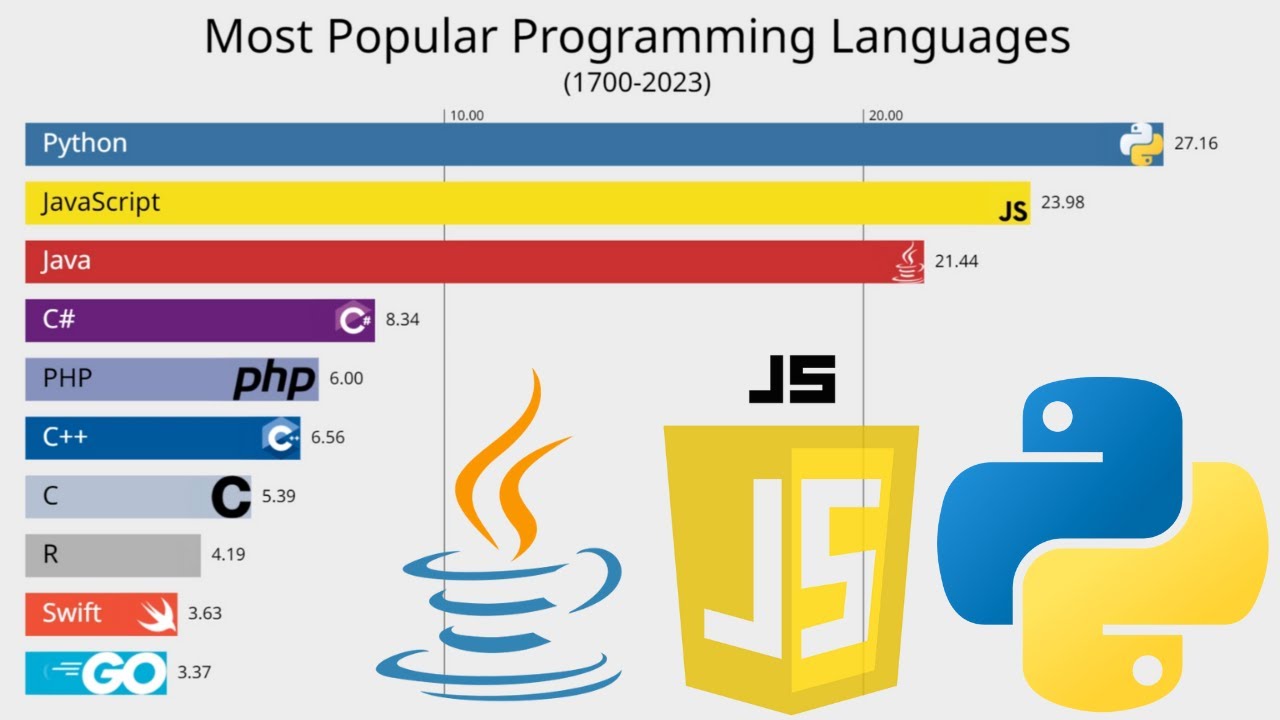 Most Popular Programming Languages
(1700-2023)
10.00 20.00
Python 27.16
JavaScript JS 23.98
Java 21.44
C# C# 8.34
PHP php 6.00
C++ C++ 6.56
C C 5.39
R 4.19
Swift 3.63
GO 3.37
JS
JS